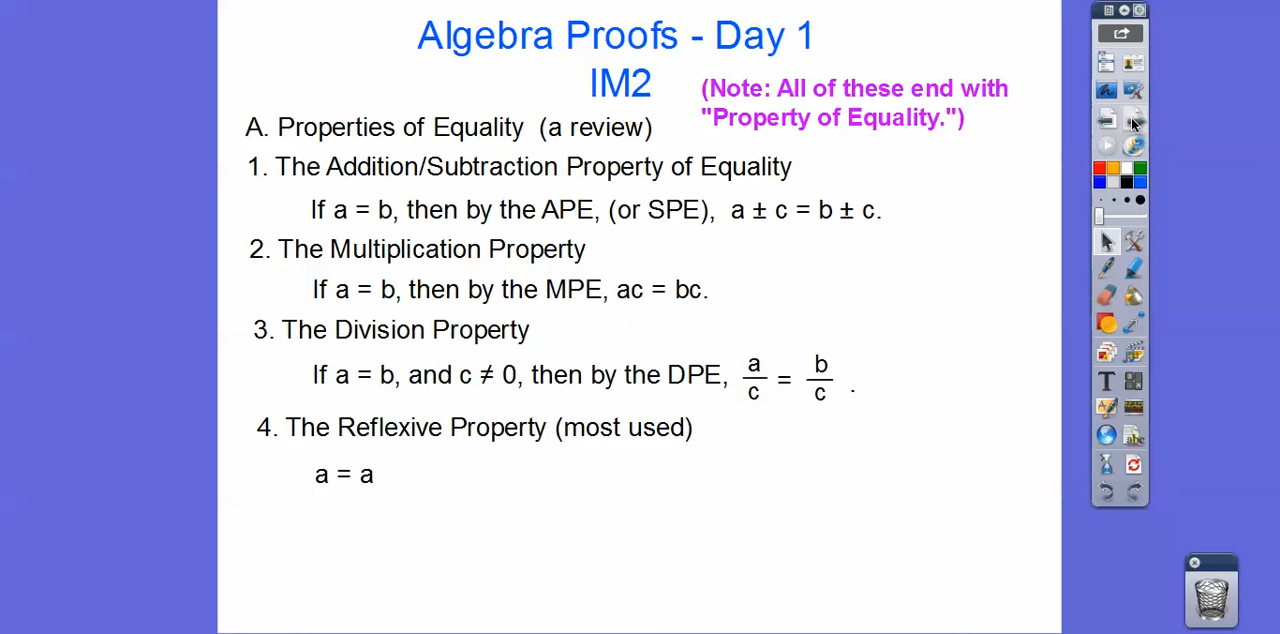 Algebra Proofs - Day 1
IM2
(Note: All of these end with
"Property of Equality.")
A. Properties of Equality (a review)
1. The Addition/Subtraction Property of Equality
If a = b, then by the APE, (or SPE), a ± c = b ± c.
2. The Multiplication Property
If a = b, then by the MPE, ac = bc.
3. The Division Property
If a = b, and c ≠ 0, then by the DPE, a/c = b/c .
4. The Reflexive Property (most used)
a = a